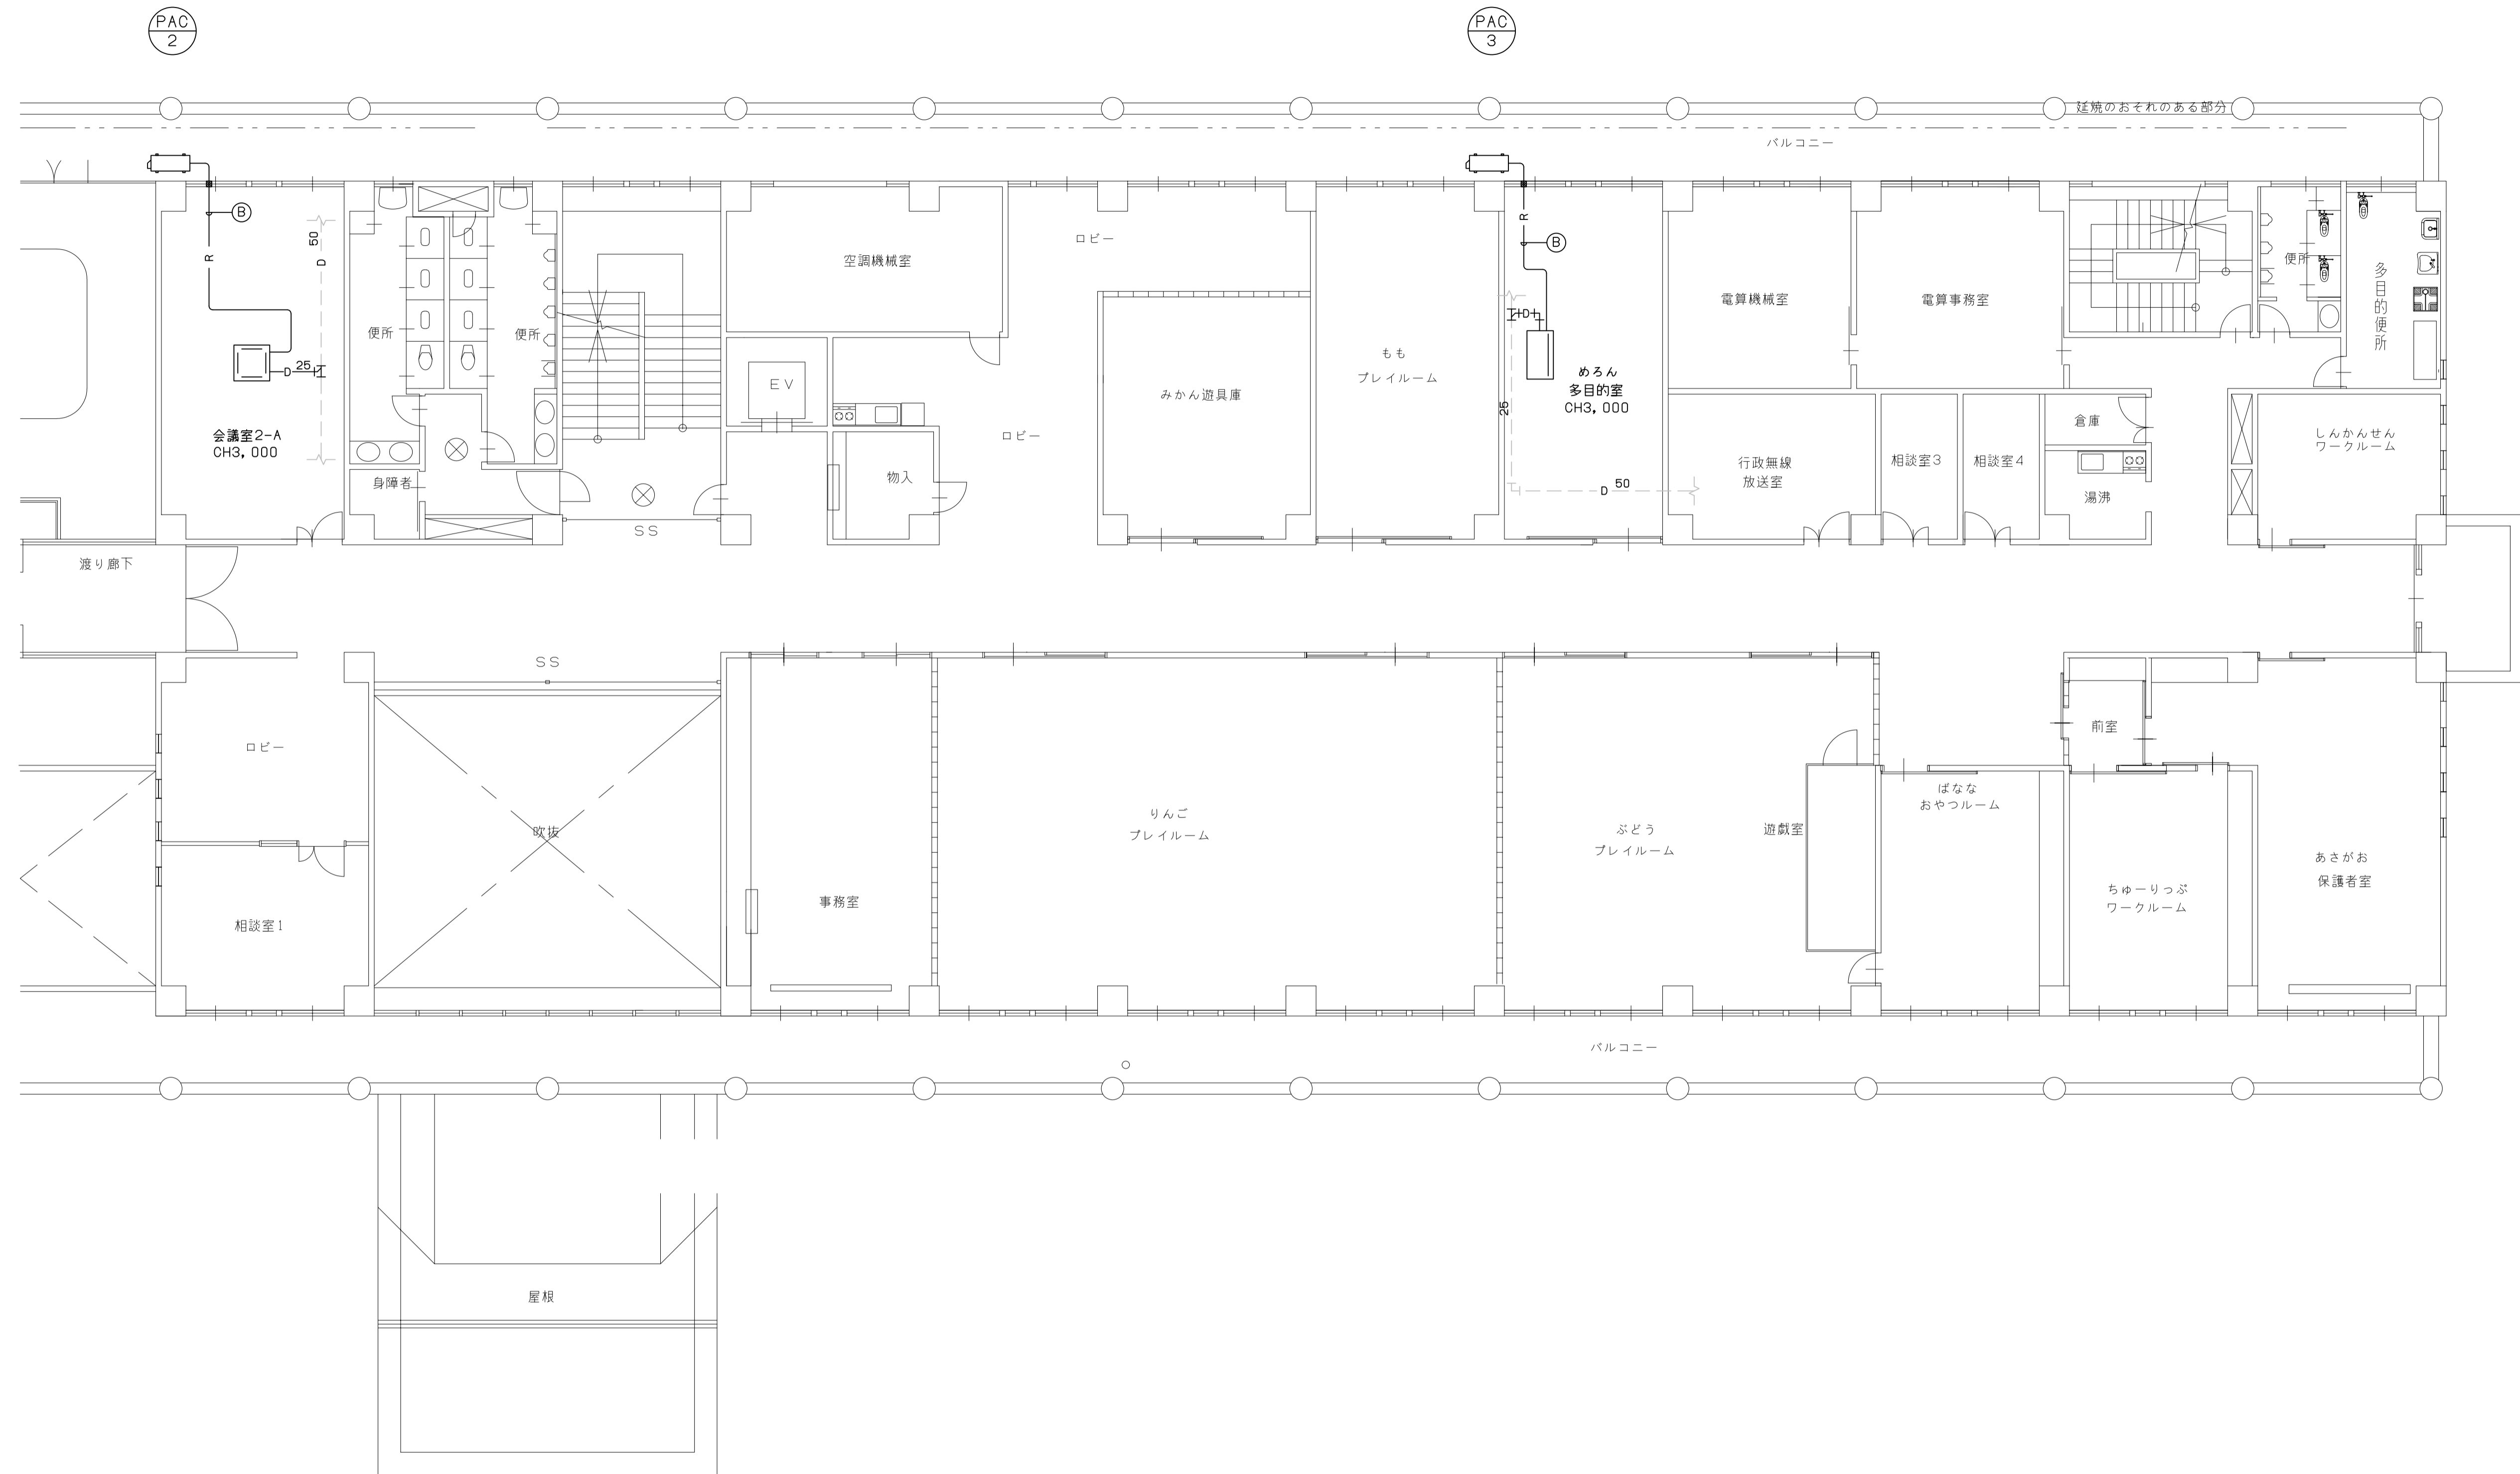 PAC
2
PAC
3
延焼のおそれのある部分
バルコニー
B
R
D 50
D 25
会議室2-A
CH3,000
便所
便所
身障者
SS
空調機械室
EV
物入
ロビー
ロビー
みかん遊具庫
もも
プレイルーム
R
B
D
25
めろん
多目的室
CH3,000
D 50
電算機械室
電算事務室
行政無線
放送室
相談室3
相談室4
倉庫
湯沸
便所
多目的便所
しんかんせん
ワークルーム
渡り廊下
SS
ロビー
相談室1
吹抜
事務室
りんご
プレイルーム
ぶどう
プレイルーム
遊戯室
ばなな
おやつルーム
前室
ちゅーりっぷ
ワークルーム
あさがお
保護者室
バルコニー
屋根